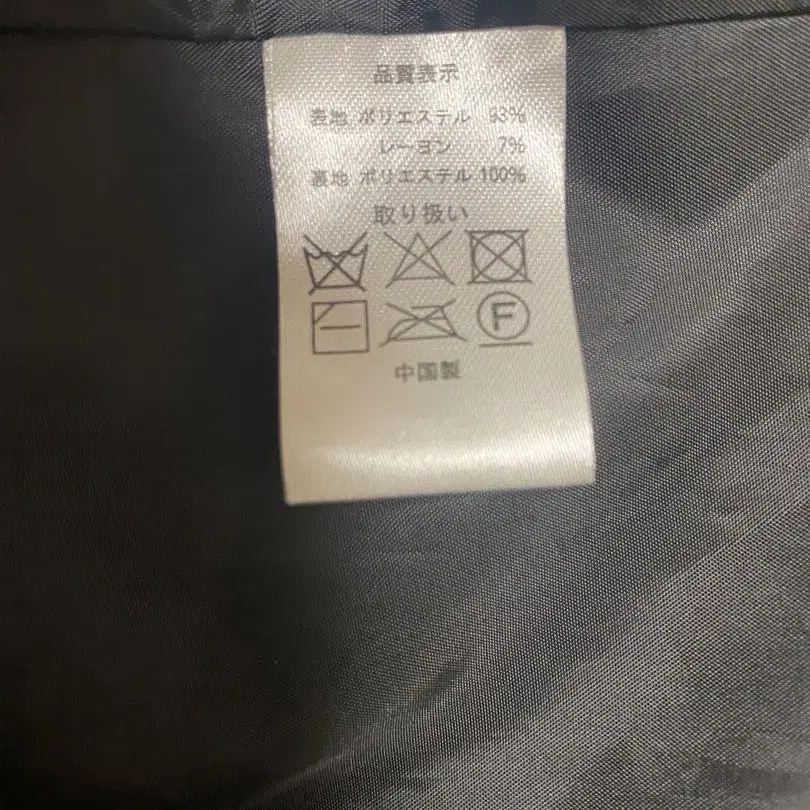 品質表示
表地 ポリエステル 93%
レーヨン 7%
裏地 ポリエステル 100%
取り扱い
F
中国製